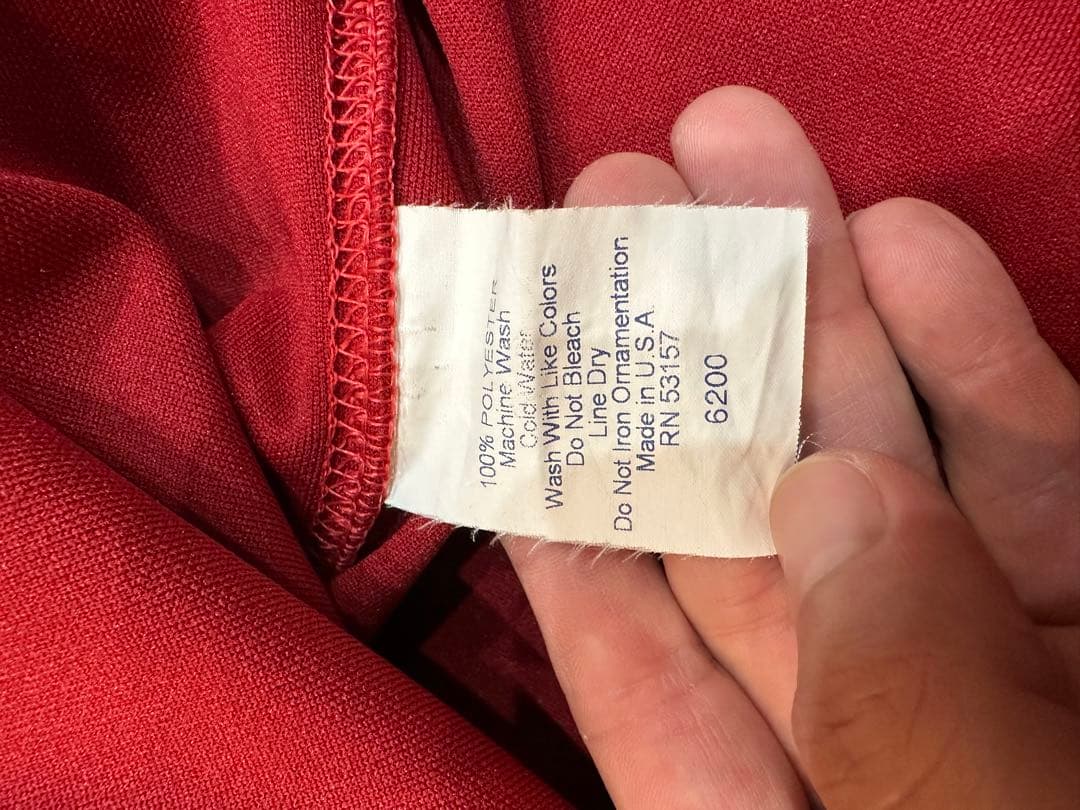 100% POLYESTER
Machine Wash
Cold Water
Wash With Like Colors
Do Not Bleach
Line Dry
Do Not Iron Ornamentation
Made in U.S.A.
RN 53157
6200